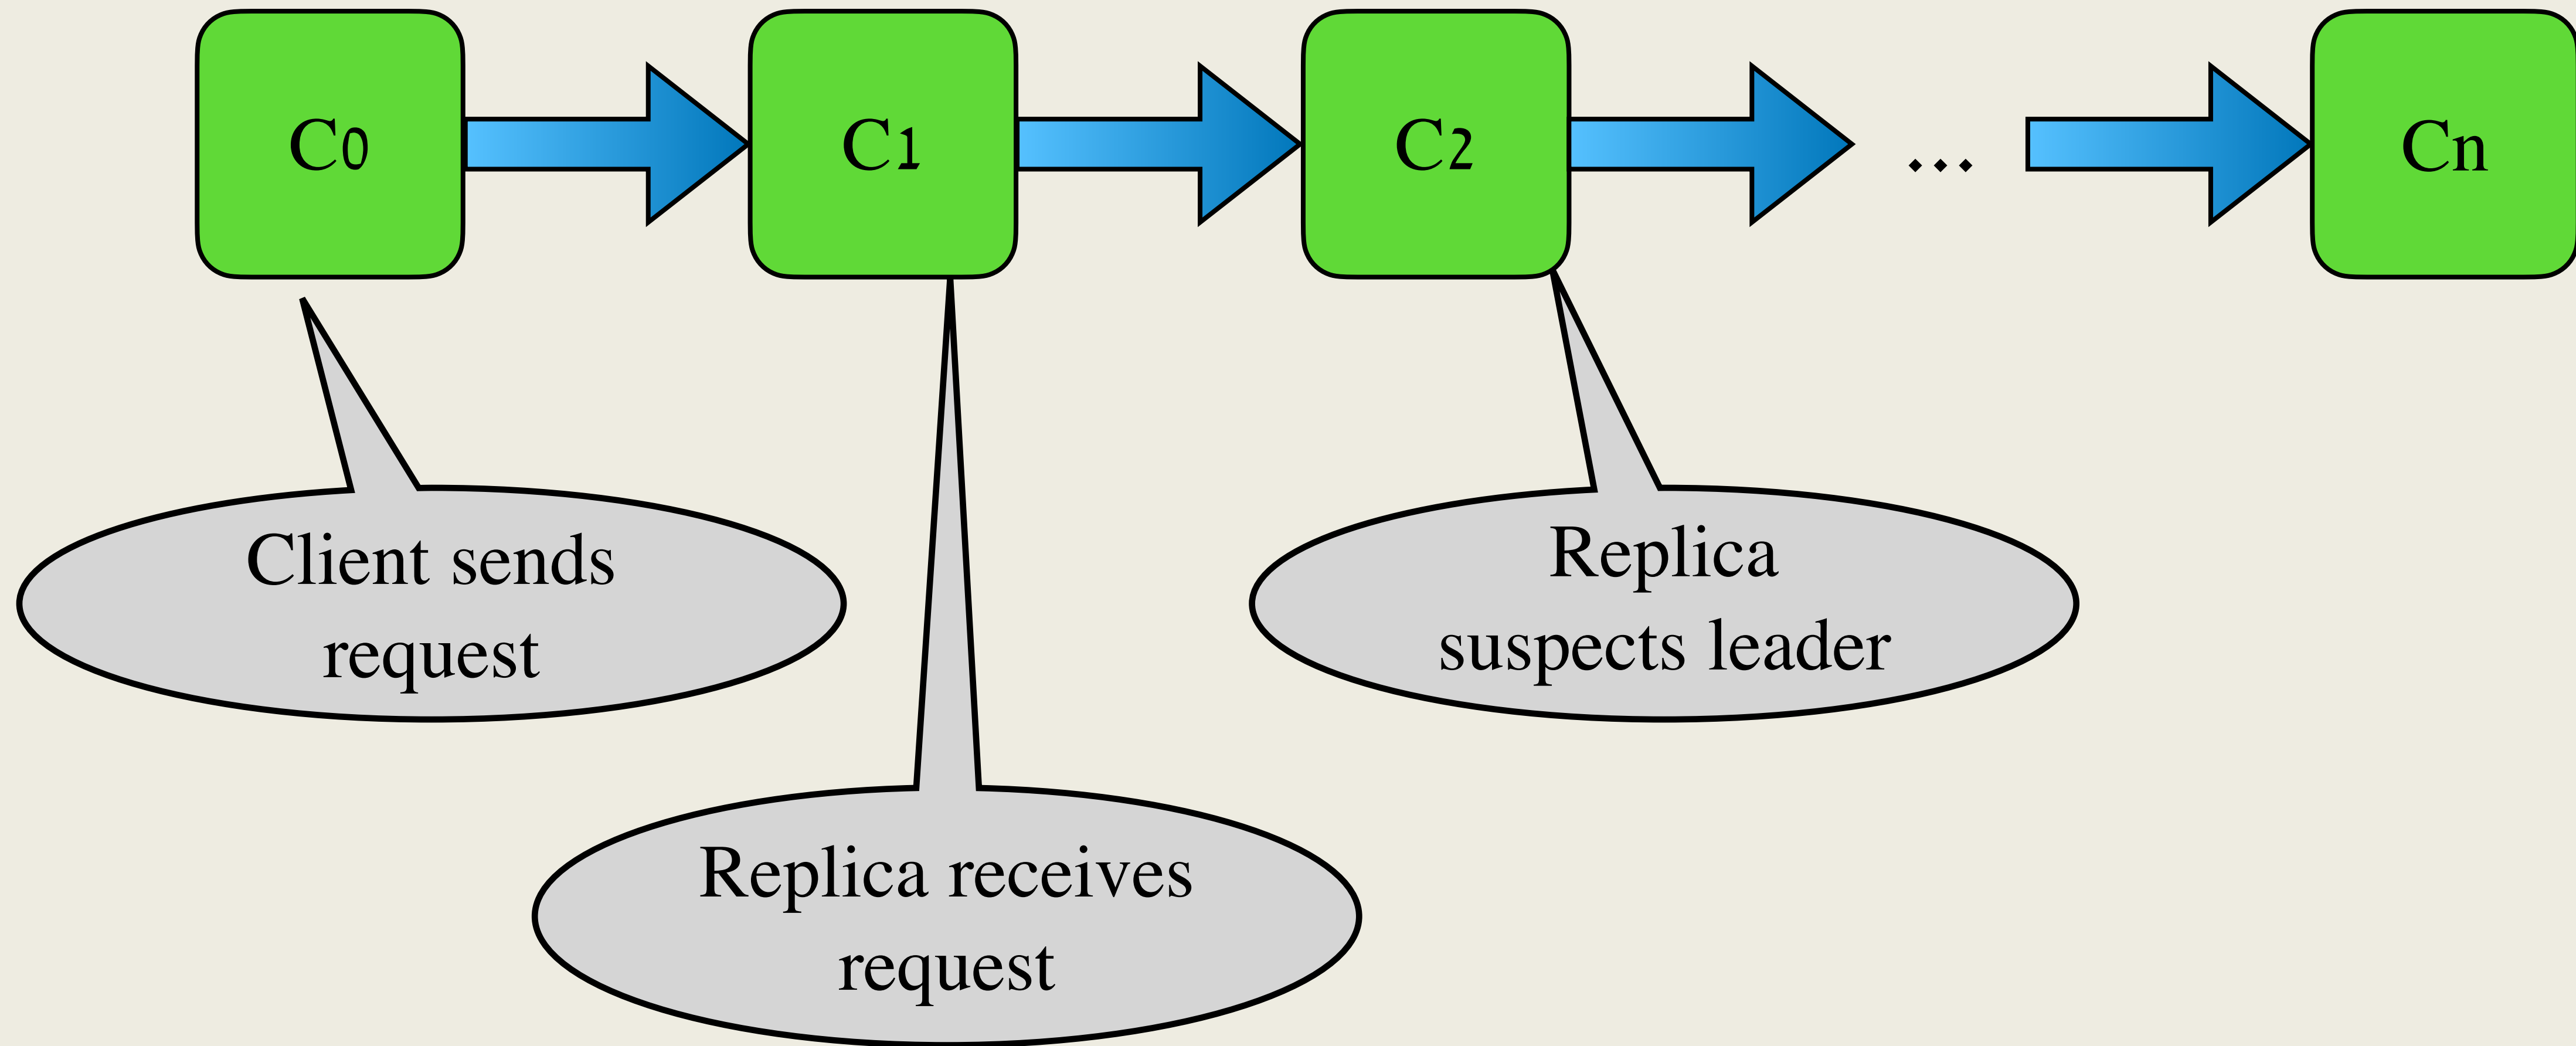 C0
C1
C2
...
Cn
Client sends
request
Replica
suspects leader
Replica receives
request